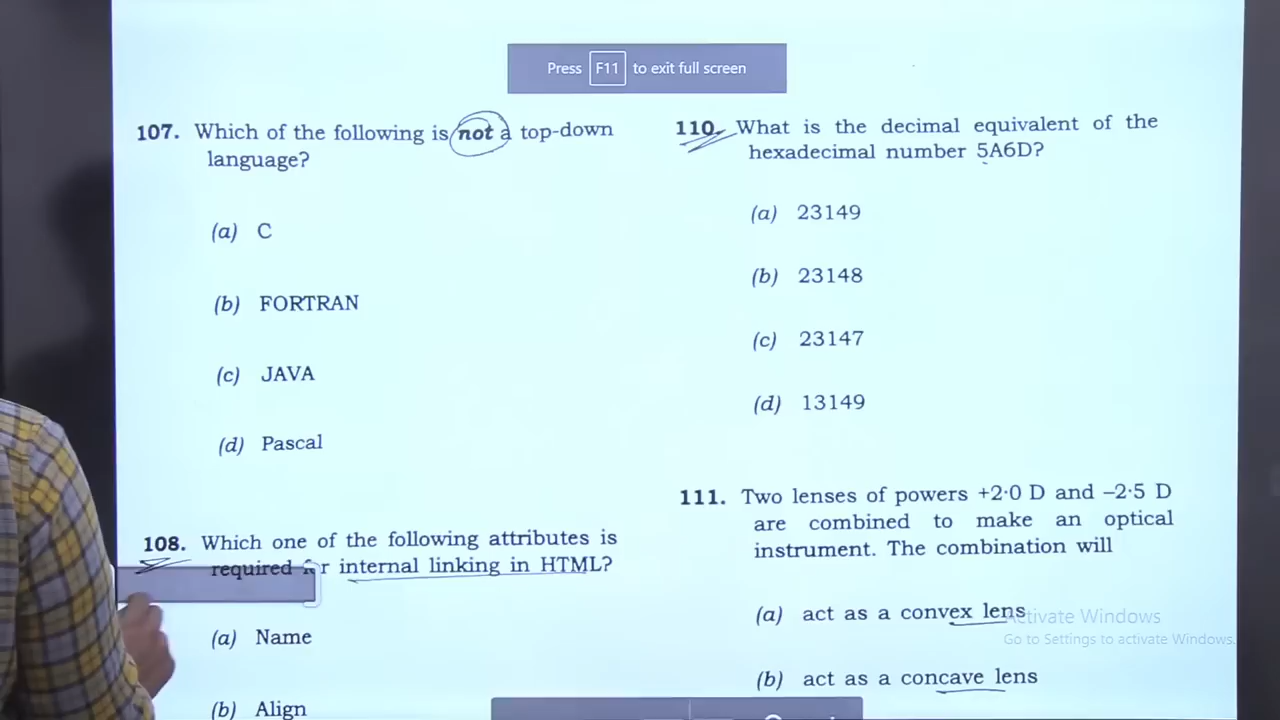 Press F11 to exit full screen
107. Which of the following is not a top-down
language?
(a) C
(b) FORTRAN
(c) JAVA
(d) Pascal
108. Which one of the following attributes is
required for internal linking in HTML?
(a) Name
(b) Align
110. What is the decimal equivalent of the
hexadecimal number 5A6D?
(a) 23149
(b) 23148
(c) 23147
(d) 13149
111. Two lenses of powers +2·0 D and –2·5 D
are combined to make an optical
instrument. The combination will
(a) act as a convex lens
(b) act as a concave lens
Activate Windows
Go to Settings to activate Windows.